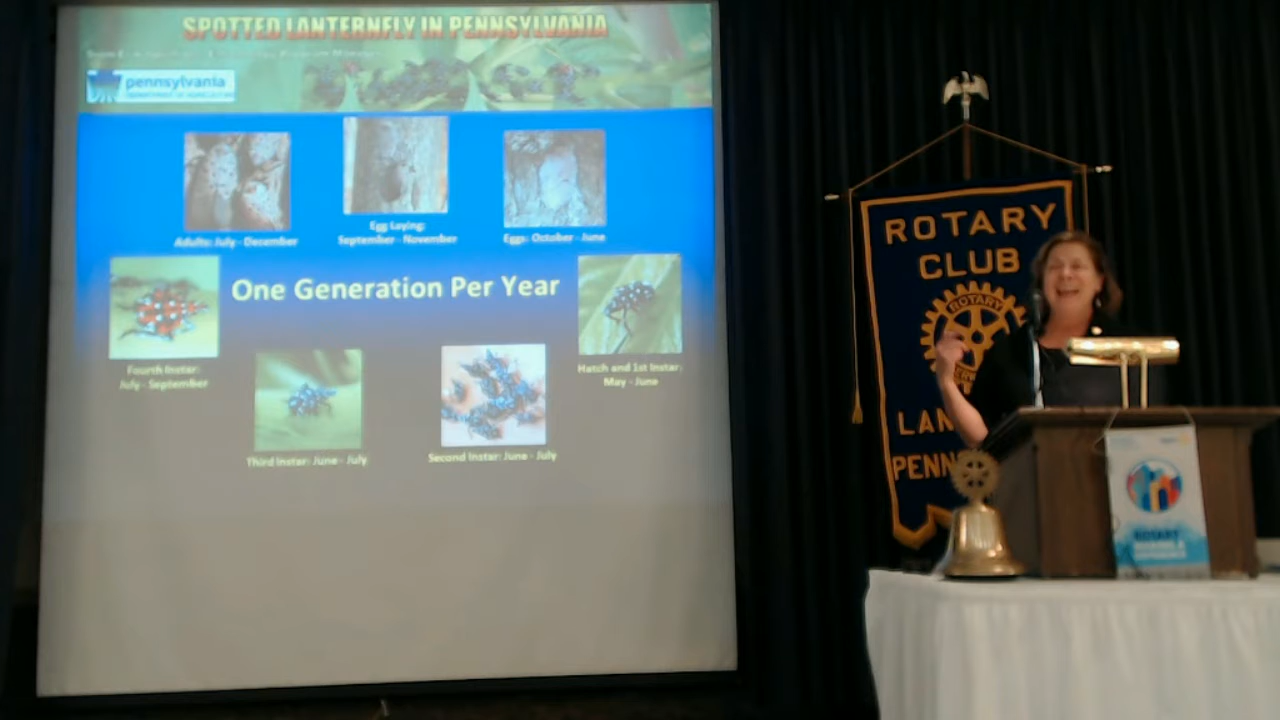 SPOTTED LANTERNFLY IN PENNSYLVANIA
pennsylvania
Adults: July - December
Egg Laying:
September - November
Eggs: October - June
One Generation Per Year
Fourth Instar:
July - September
Hatch and 1st Instar:
May - June
Third Instar: June - July
Second Instar: June - July
ROTARY
CLUB
ROTARY
LAN
PENN
ROTARY